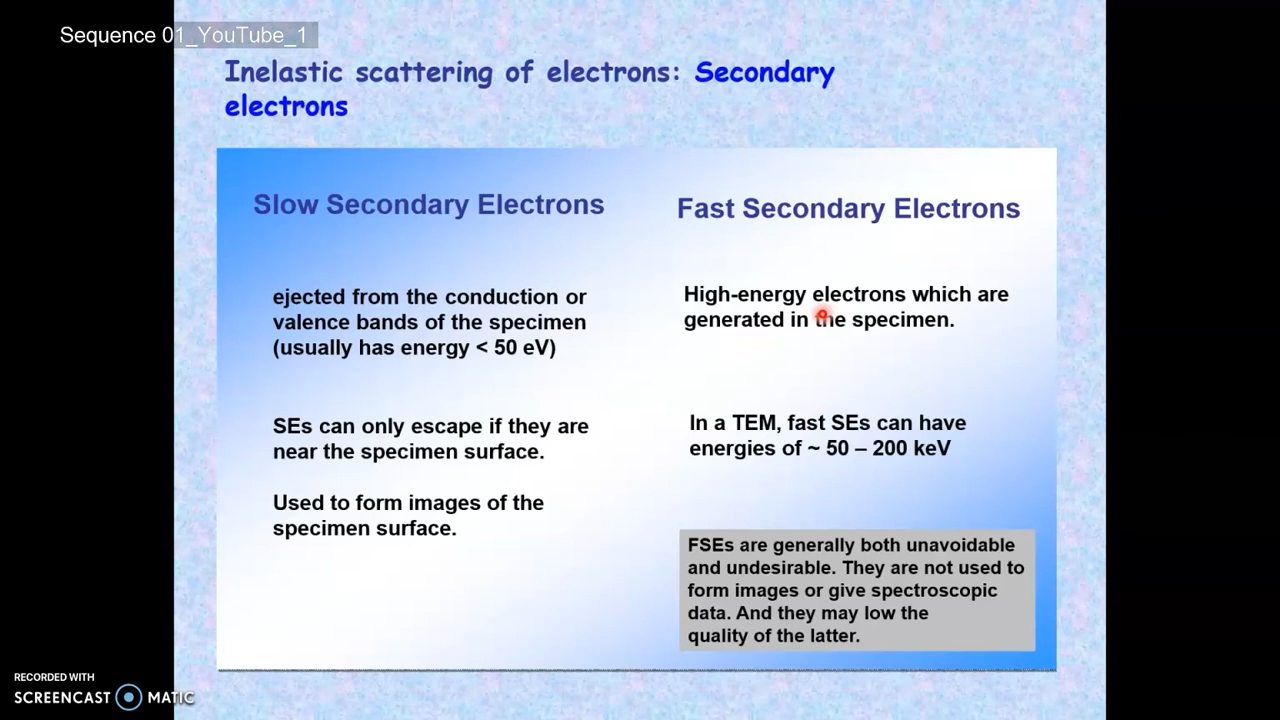 Sequence 01_YouTube_1
Inelastic scattering of electrons: Secondary
electrons
Slow Secondary Electrons
ejected from the conduction or
valence bands of the specimen
(usually has energy < 50 eV)
SEs can only escape if they are
near the specimen surface.
Used to form images of the
specimen surface.
Fast Secondary Electrons
High-energy electrons which are
generated in the specimen.
In a TEM, fast SEs can have
energies of ~ 50 – 200 keV
FSEs are generally both unavoidable
and undesirable. They are not used to
form images or give spectroscopic
data. And they may low the
quality of the latter.
RECORDED WITH
SCREENCAST MATIC